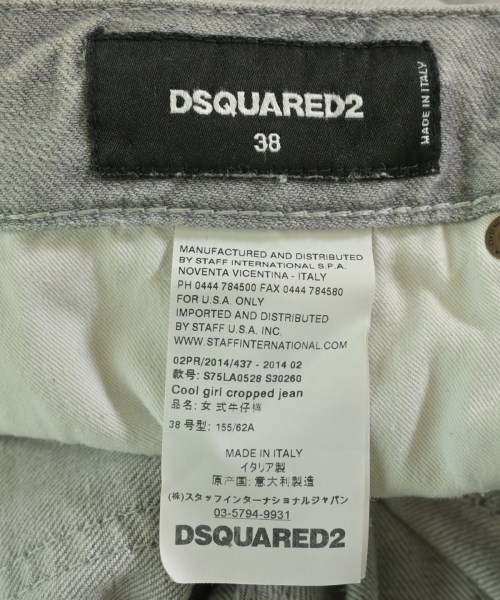 DSQUARED2
38
MADE IN ITALY
MANUFACTURED AND DISTRIBUTED
BY STAFF INTERNATIONAL S.P.A.
NOVENTA VICENTINA - ITALY
PH 0444 784500 FAX 0444 784580
FOR U.S.A. ONLY
IMPORTED AND DISTRIBUTED
BY STAFF U.S.A. INC.
WWW.STAFFINTERNATIONAL.COM
02PR/2014/437 - 2014 02
款号: S75LA0528 S30260
Cool girl cropped jean
品名: 女式牛仔裤
38 号型: 155/62A
MADE IN ITALY
イタリア製
原产国: 意大利製造
(株)スタッフインターナショナルジャパン
03-5794-9931
DSQUARED2